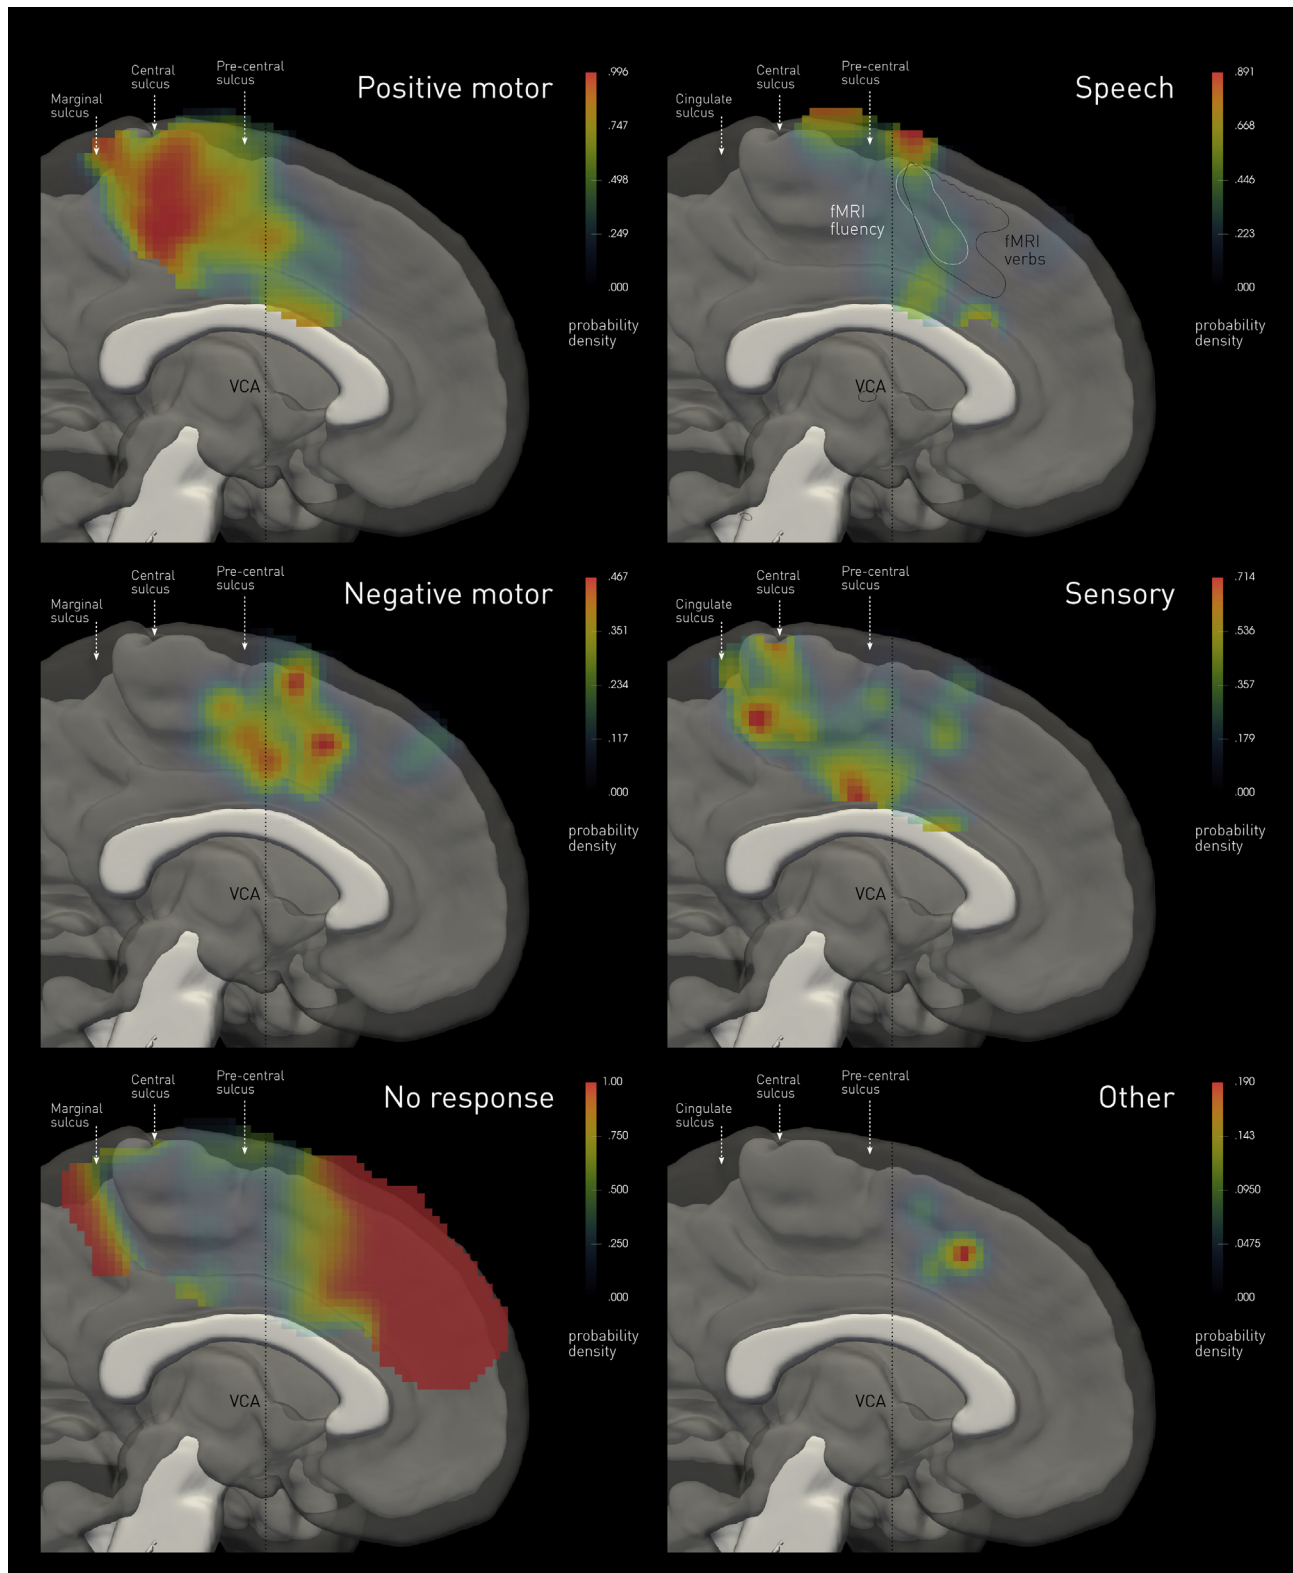 Positive motor
Marginal
sulcus
Central
sulcus
Pre-central
sulcus
.996
.747
.498
.249
.000
probability
density
VCA
Speech
Cingulate
sulcus
Central
sulcus
Pre-central
sulcus
fMRI
fluency
fMRI
verbs
.891
.668
.446
.223
.000
probability
density
VCA
Negative motor
Marginal
sulcus
Central
sulcus
Pre-central
sulcus
.467
.351
.234
.117
.000
probability
density
VCA
Sensory
Cingulate
sulcus
Central
sulcus
Pre-central
sulcus
.714
.536
.357
.179
.000
probability
density
VCA
No response
Marginal
sulcus
Central
sulcus
Pre-central
sulcus
1.00
.750
.500
.250
.000
probability
density
VCA
Other
Cingulate
sulcus
Central
sulcus
Pre-central
sulcus
.190
.143
.0950
.0475
.000
probability
density
VCA